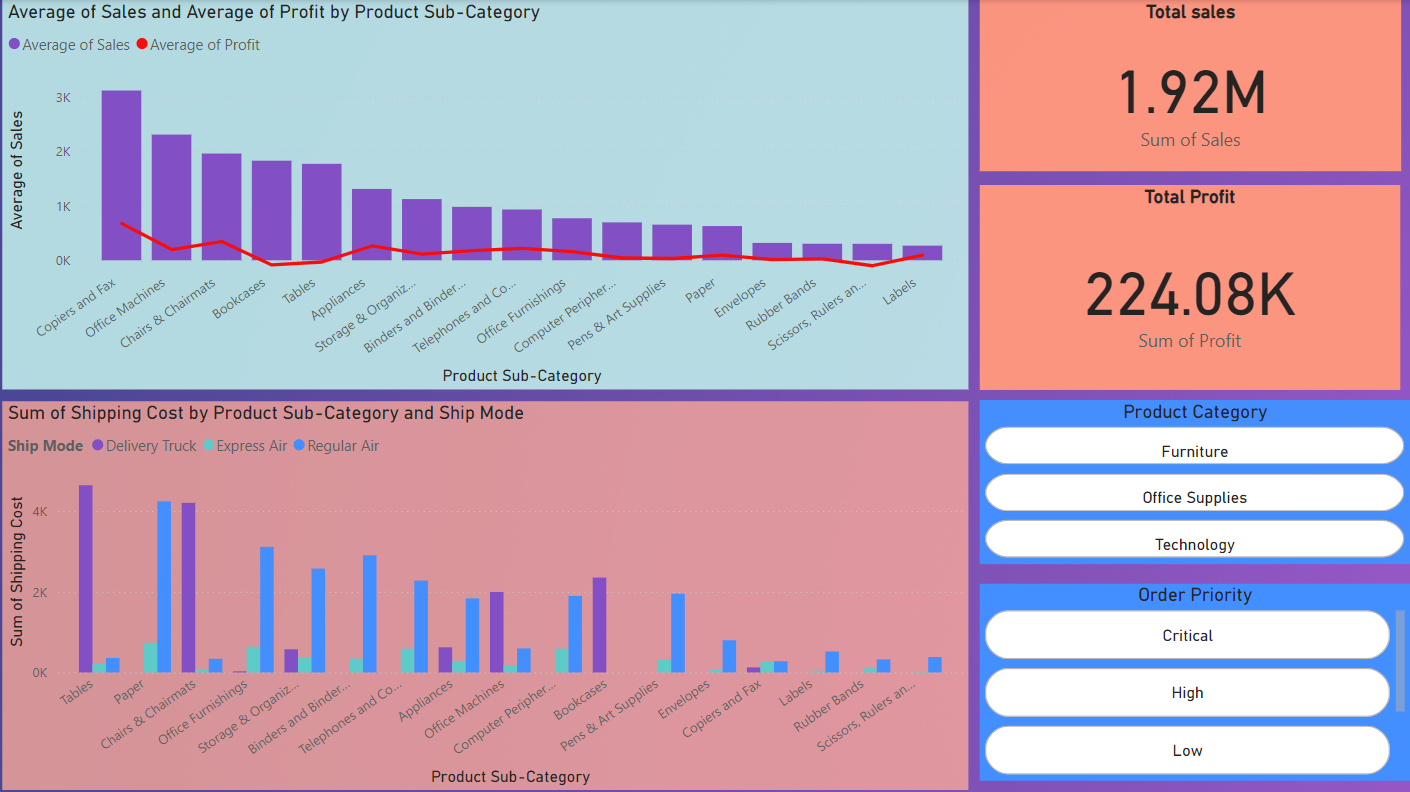 Average of Sales and Average of Profit by Product Sub-Category
Average of Sales Average of Profit
Average of Sales
3K
2K
1K
0K
Copiers and Fax
Office Machines
Chairs & Chairmats
Bookcases
Tables
Appliances
Storage & Organiz...
Binders and Binder...
Telephones and Co...
Office Furnishings
Computer Peripher...
Pens & Art Supplies
Paper
Envelopes
Rubber Bands
Scissors, Rulers an...
Labels
Product Sub-Category
Total sales
1.92M
Sum of Sales
Total Profit
224.08K
Sum of Profit
Sum of Shipping Cost by Product Sub-Category and Ship Mode
Ship Mode Delivery Truck Express Air Regular Air
Sum of Shipping Cost
4K
2K
0K
Tables
Paper
Chairs & Chairmats
Office Furnishings
Storage & Organiz...
Binders and Binder...
Telephones and Co...
Appliances
Office Machines
Computer Peripher...
Bookcases
Pens & Art Supplies
Envelopes
Copiers and Fax
Labels
Rubber Bands
Scissors, Rulers an...
Product Sub-Category
Product Category
Furniture
Office Supplies
Technology
Order Priority
Critical
High
Low